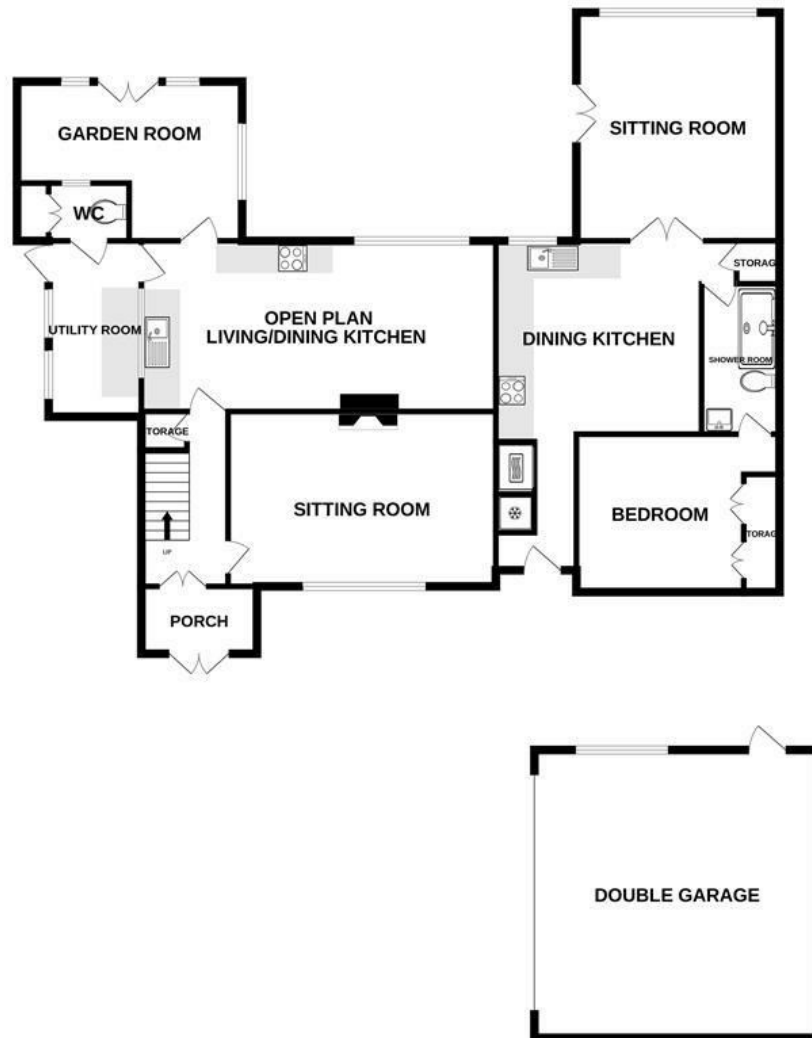 SITTING ROOM
GARDEN ROOM
WC
STORAG
UTILITY ROOM
OPEN PLAN
LIVING/DINING KITCHEN
DINING KITCHEN
SHOWER ROOM
TORAGE
SITTING ROOM
BEDROOM
TORAG
UP
PORCH
DOUBLE GARAGE